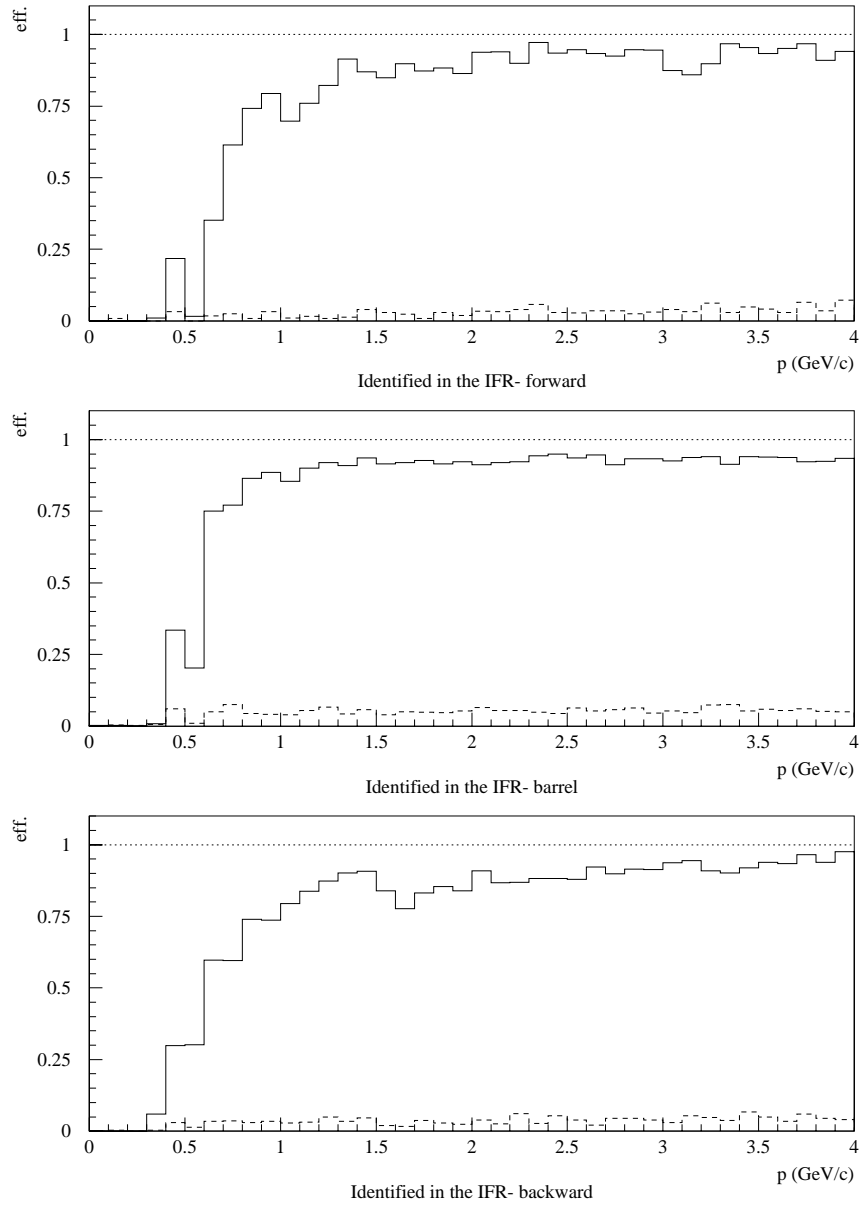 eff.
1
0.75
0.5
0.25
0
0 0.5 1 1.5 2 2.5 3 3.5 4
p (GeV/c)
Identified in the IFR- forward
eff.
1
0.75
0.5
0.25
0
0 0.5 1 1.5 2 2.5 3 3.5 4
p (GeV/c)
Identified in the IFR- barrel
eff.
1
0.75
0.5
0.25
0
0 0.5 1 1.5 2 2.5 3 3.5 4
p (GeV/c)
Identified in the IFR- backward